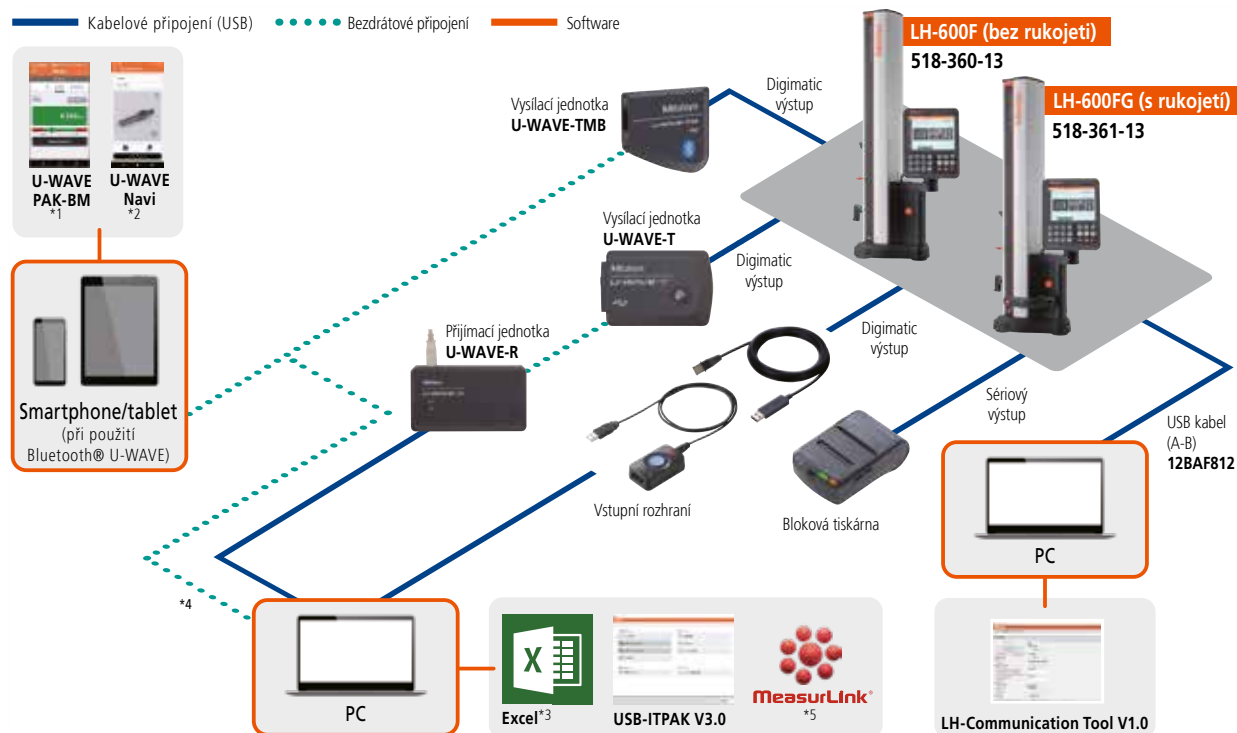 Kabelové připojení (USB)
Bezdrátové připojení
Software
LH-600F (bez rukojeti)
518-360-13
LH-600FG (s rukojetí)
518-361-13
Digimatic
výstup
Vysílací jednotka
U-WAVE-TMB
Mitutoyo
U-WAVE
PAK-BM
*1
U-WAVE
Navi
*2
Vysílací jednotka
U-WAVE-T
Mitutoyo
U-WAVE-T
Digimatic
výstup
Přijímací jednotka
U-WAVE-R
Digimatic
výstup
Smartphone/tablet
(při použití
Bluetooth® U-WAVE)
Sériový
výstup
USB kabel
(A-B)
12BAF812
Vstupní rozhraní
Bloková tiskárna
PC
*4
PC
X
Excel*3
USB-ITPAK V3.0
MeasurLink®
*5
LH-Communication Tool V1.0